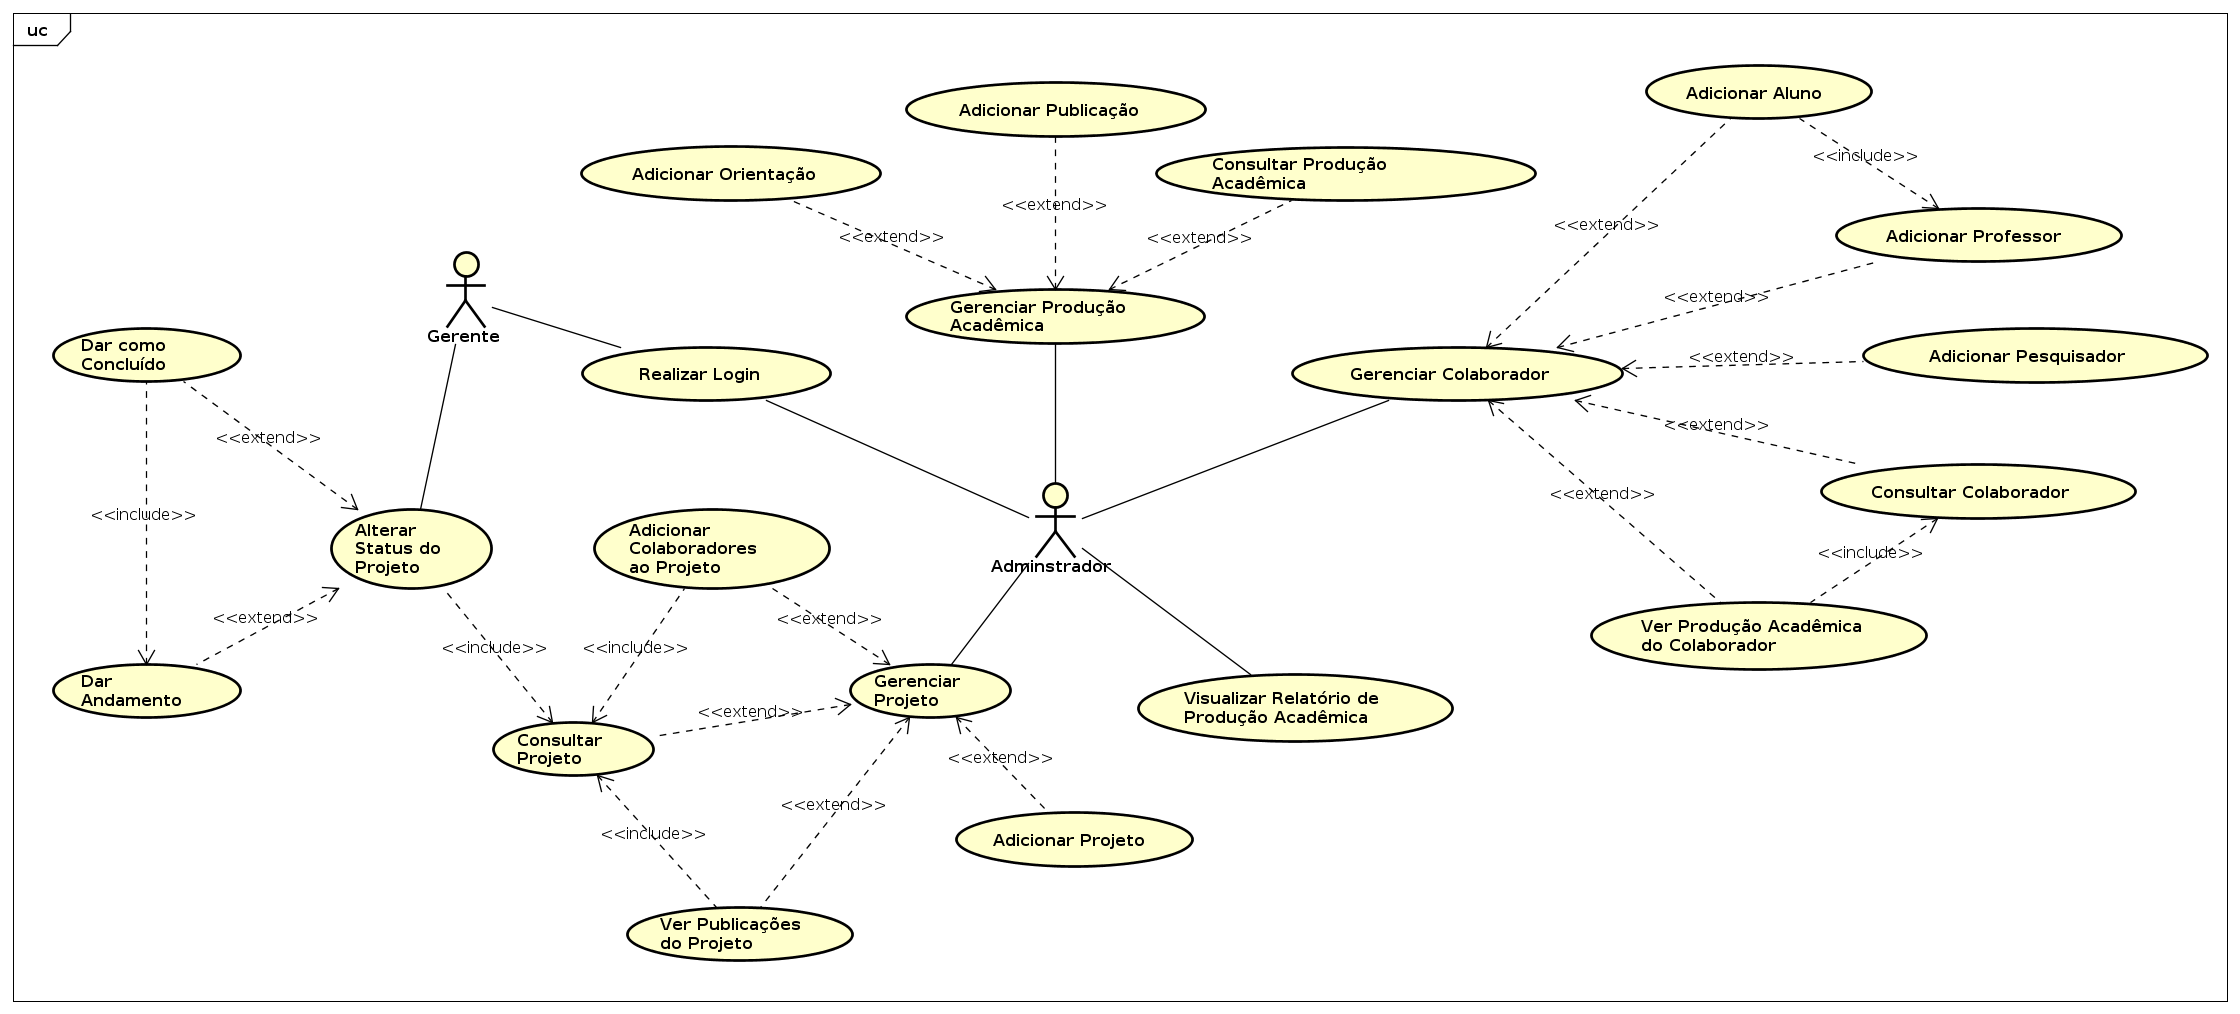 uc
Adicionar Aluno
Adicionar Publicação
<<include>>
Consultar Produção
Acadêmica
Adicionar Orientação
<<extend>>
<<extend>>
<<extend>>
<<extend>>
Adicionar Professor
<<extend>>
Gerenciar Produção
Acadêmica
Gerente
Dar como
Concluído
Realizar Login
Gerenciar Colaborador
<<extend>>
Adicionar Pesquisador
<<extend>>
<<extend>>
Consultar Colaborador
<<extend>>
<<include>>
Alterar
Status do
Projeto
Adicionar
Colaboradores
ao Projeto
Adminstrador
<<include>>
<<extend>>
<<extend>>
Ver Produção Acadêmica
do Colaborador
<<include>>
<<include>>
Dar
Andamento
Gerenciar
Projeto
Visualizar Relatório de
Produção Acadêmica
<<extend>>
Consultar
Projeto
<<extend>>
<<extend>>
<<include>>
Adicionar Projeto
Ver Publicações
do Projeto